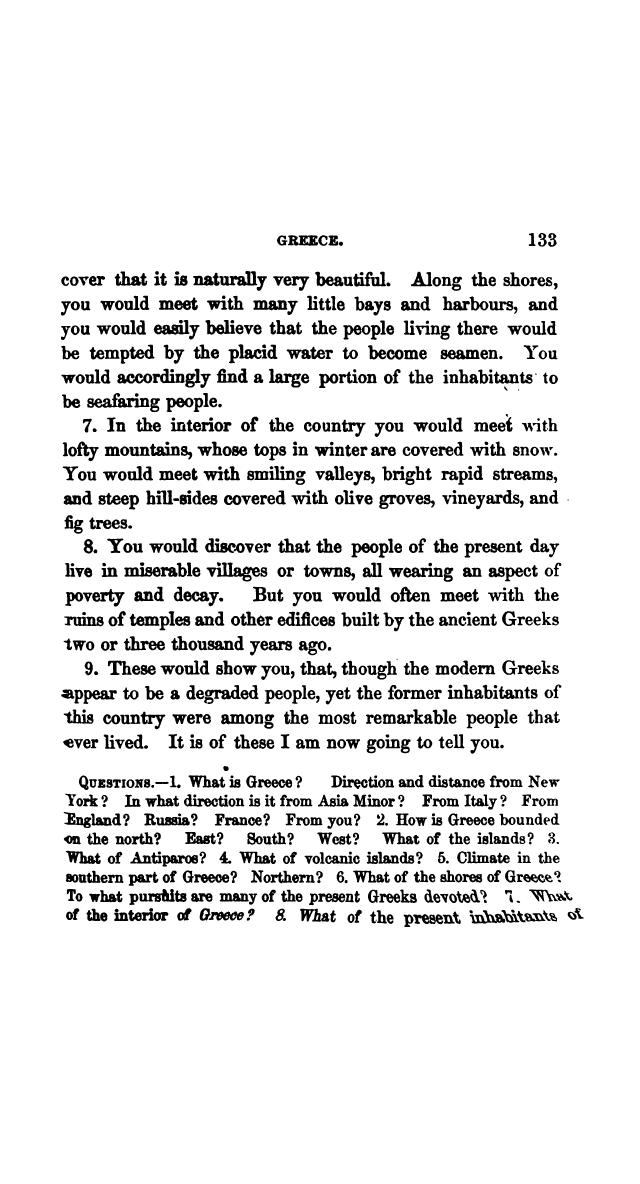 GREECE. 133
cover that it is naturally very beautiful. Along the shores,
you would meet with many little bays and harbours, and
you would easily believe that the people living there would
be tempted by the placid water to become seamen. You
would accordingly find a large portion of the inhabitants to
be seafaring people.
7. In the interior of the country you would meet with
lofty mountains, whose tops in winter are covered with snow.
You would meet with smiling valleys, bright rapid streams,
and steep hill-sides covered with olive groves, vineyards, and
fig trees.
8. You would discover that the people of the present day
live in miserable villages or towns, all wearing an aspect of
poverty and decay. But you would often meet with the
ruins of temples and other edifices built by the ancient Greeks
two or three thousand years ago.
9. These would show you, that, though the modern Greeks
appear to be a degraded people, yet the former inhabitants of
this country were among the most remarkable people that
ever lived. It is of these I am now going to tell you.
QUESTIONS.—1. What is Greece? Direction and distance from New
York? In what direction is it from Asia Minor? From Italy? From
England? Russia? France? From you? 2. How is Greece bounded
on the north? East? South? West? What of the islands? 3.
What of Antiparos? 4. What of volcanic islands? 5. Climate in the
southern part of Greece? Northern? 6. What of the shores of Greece?
To what pursuits are many of the present Greeks devoted? 7. What
of the interior of Greece? 8. What of the present inhabitants of